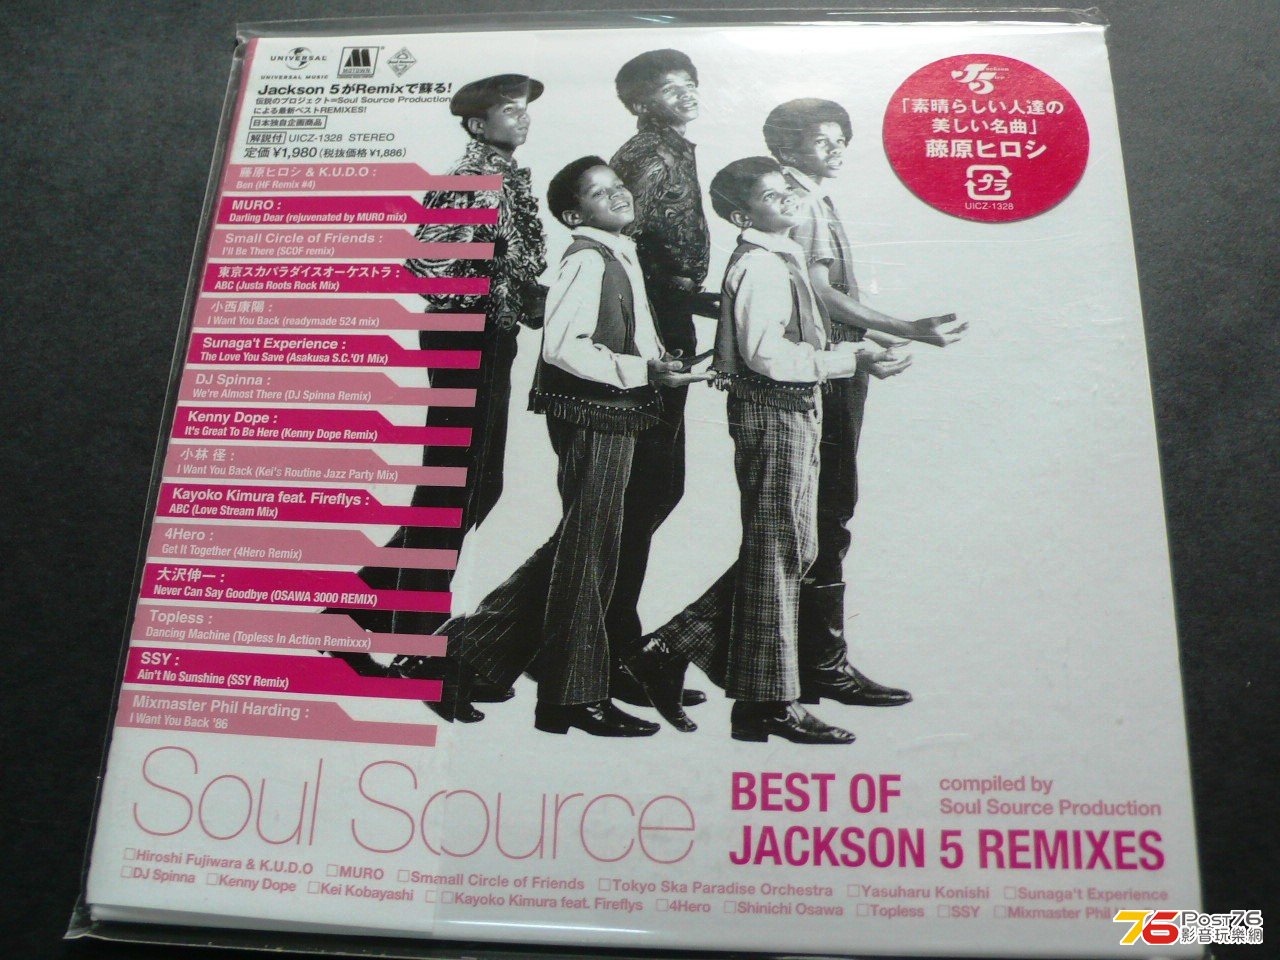 UNIVERSAL
UNIVERSAL MUSIC
MOTOWN
Jackson 5がRemixで蘇る!
伝説のプロジェクト=Soul Source Production
による最新ベストREMIXES!
日本独自企画商品
解説付 UICZ-1328 STEREO
定価¥1,980(税抜価格¥1,886)
藤原ヒロシ & K.U.D.O :
Ben (HF Remix #4)
MURO :
Darling Dear (rejuvenated by MURO mix)
Small Circle of Friends :
I'll Be There (SCOF remix)
東京スカパラダイスオーケストラ :
ABC (Justa Roots Rock Mix)
小西康陽 :
I Want You Back (readymade 524 mix)
Sunaga't Experience :
The Love You Save (Asakusa S.C.'01 Mix)
DJ Spinna :
We're Almost There (DJ Spinna Remix)
Kenny Dope :
It's Great To Be Here (Kenny Dope Remix)
小林 径 :
I Want You Back (Kei's Routine Jazz Party Mix)
Kayoko Kimura feat. Fireflys :
ABC (Love Stream Mix)
4Hero :
Get It Together (4Hero Remix)
大沢伸一 :
Never Can Say Goodbye (OSAWA 3000 REMIX)
Topless :
Dancing Machine (Topless In Action Remixxx)
SSY :
Ain't No Sunshine (SSY Remix)
Mixmaster Phil Harding :
I Want You Back '86
「素晴らしい人達の
美しい名曲」
藤原ヒロシ
プラ
UICZ-1328
Soul Source
BEST OF
JACKSON 5 REMIXES
compiled by
Soul Source Production
□Hiroshi Fujiwara & K.U.D.O □MURO □Small Circle of Friends □Tokyo Ska Paradise Orchestra □Yasuharu Konishi □Sunaga't Experience
□DJ Spinna □Kenny Dope □Kei Kobayashi □Kayoko Kimura feat. Fireflys □4Hero □Shinichi Osawa □Topless □SSY □Mixmaster Phil
76 Post76
影音玩樂網